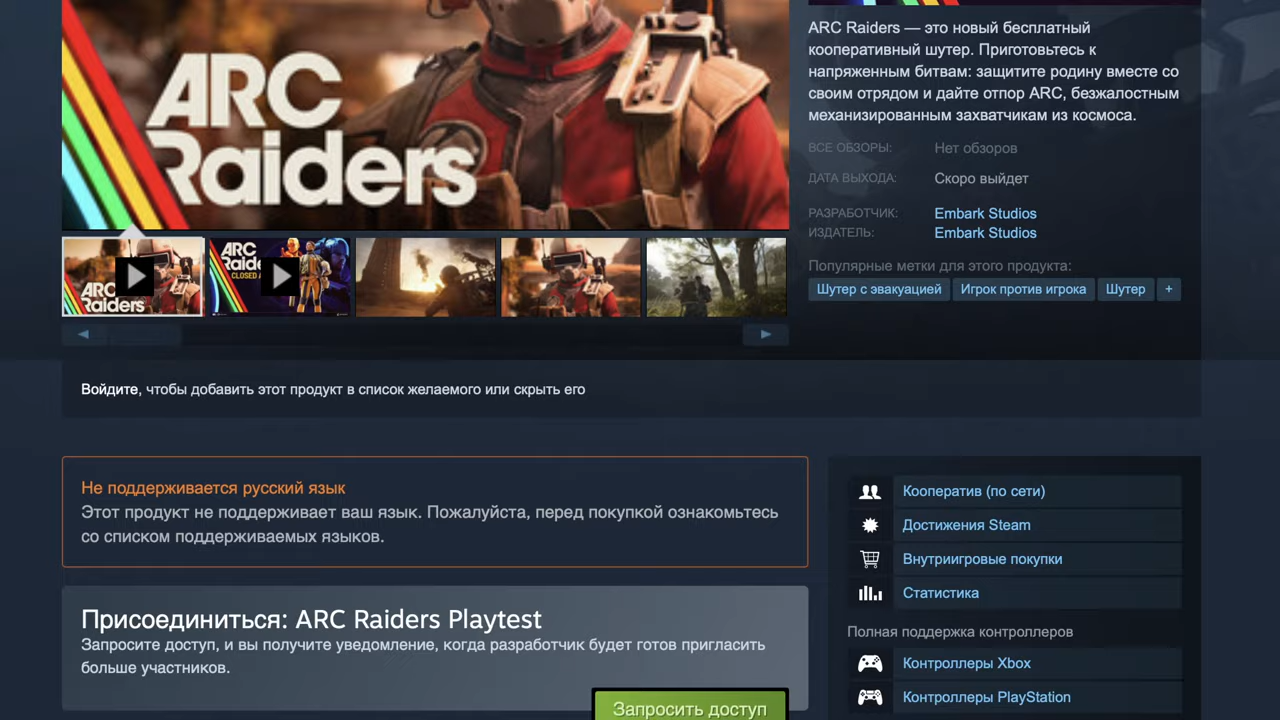 ARC
Raiders
ARC Raiders — это новый бесплатный
кооперативный шутер. Приготовьтесь к
напряженным битвам: защитите родину вместе со
своим отрядом и дайте отпор ARC, безжалостным
механизированным захватчикам из космоса.
ВСЕ ОБЗОРЫ: Нет обзоров
ДАТА ВЫХОДА: Скоро выйдет
РАЗРАБОТЧИК: Embark Studios
ИЗДАТЕЛЬ: Embark Studios
Популярные метки для этого продукта:
Шутер с эвакуацией Игрок против игрока Шутер +
ARC
Raiders
ARC
Raide
CLOSED
Войдите, чтобы добавить этот продукт в список желаемого или скрыть его
Не поддерживается русский язык
Этот продукт не поддерживает ваш язык. Пожалуйста, перед покупкой ознакомьтесь
со списком поддерживаемых языков.
Присоединиться: ARC Raiders Playtest
Запросите доступ, и вы получите уведомление, когда разработчик будет готов пригласить
больше участников.
Запросить доступ
Кооператив (по сети)
Достижения Steam
Внутриигровые покупки
Статистика
Полная поддержка контроллеров
Контроллеры Xbox
Контроллеры PlayStation